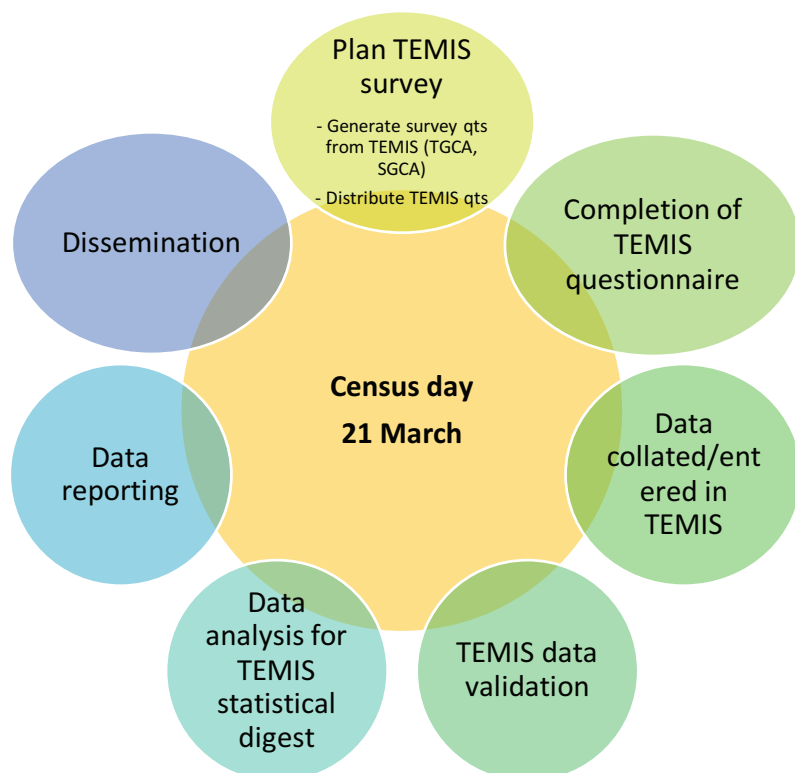 Plan TEMIS
survey
- Generate survey qts
from TEMIS (TGCA,
SGCA)
- Distribute TEMIS qts
Completion of
TEMIS
questionnaire
Data
collated/ent
ered in
TEMIS
TEMIS data
validation
Data
analysis for
TEMIS
statistical
digest
Data
reporting
Dissemination
Census day
21 March